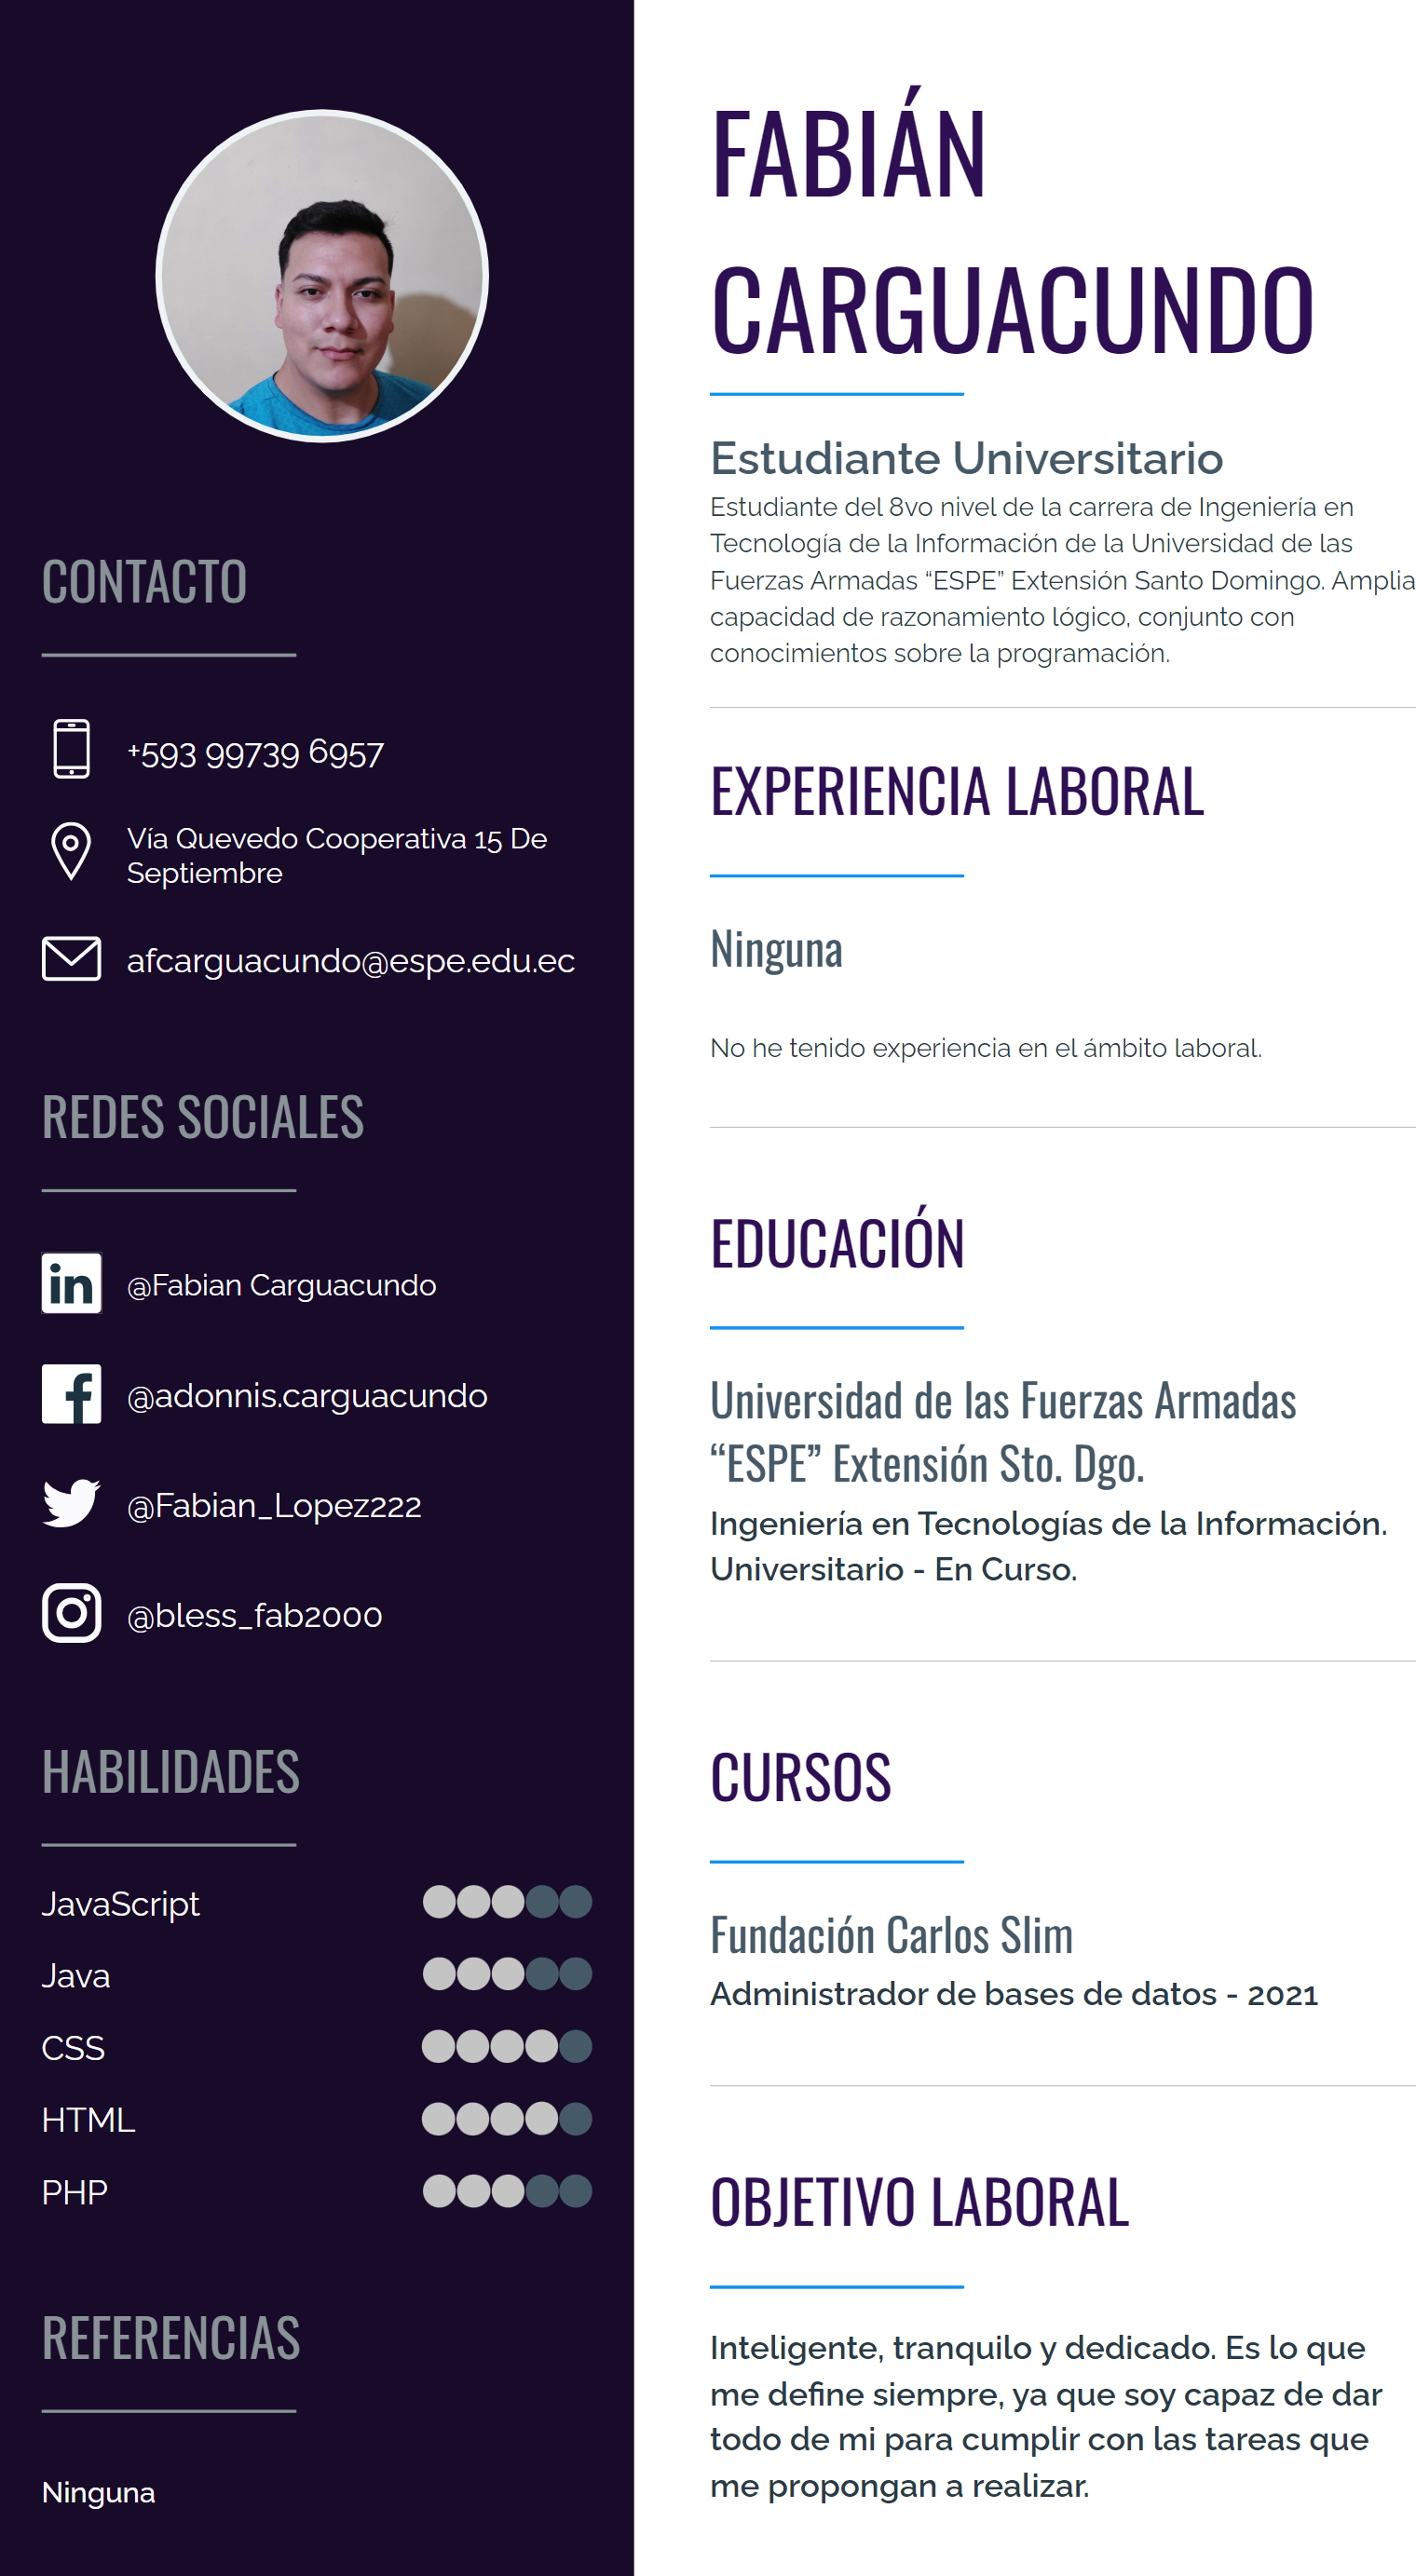 FABIÁN
CARGUACUNDO
Estudiante Universitario
Estudiante del 8vo nivel de la carrera de Ingeniería en
Tecnología de la Información de la Universidad de las
Fuerzas Armadas “ESPE” Extensión Santo Domingo. Amplia
capacidad de razonamiento lógico, conjunto con
conocimientos sobre la programación.
EXPERIENCIA LABORAL
Ninguna
No he tenido experiencia en el ámbito laboral.
EDUCACIÓN
Universidad de las Fuerzas Armadas
“ESPE” Extensión Sto. Dgo.
Ingeniería en Tecnologías de la Información.
Universitario - En Curso.
CURSOS
Fundación Carlos Slim
Administrador de bases de datos - 2021
OBJETIVO LABORAL
Inteligente, tranquilo y dedicado. Es lo que
me define siempre, ya que soy capaz de dar
todo de mi para cumplir con las tareas que
me propongan a realizar.
CONTACTO
+593 99739 6957
Vía Quevedo Cooperativa 15 De
Septiembre
afcarguacundo@espe.edu.ec
REDES SOCIALES
in @Fabian Carguacundo
f @adonnis.carguacundo
@Fabian_Lopez222
@bless_fab2000
HABILIDADES
JavaScript
Java
CSS
HTML
PHP
REFERENCIAS
Ninguna